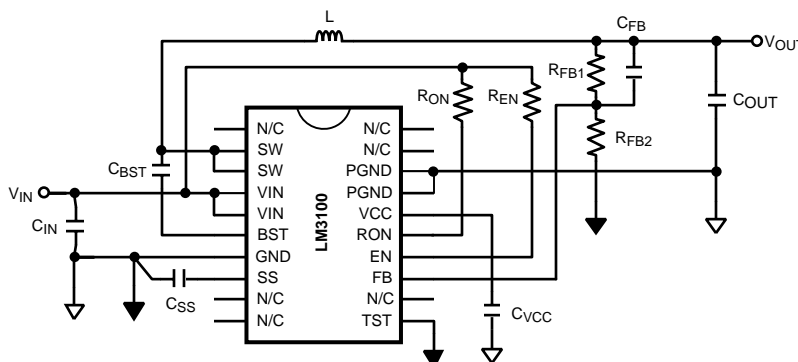 L
CFB
VOUT
RFB1
RON
REN
COUT
N/C
N/C
SW
N/C
RFB2
CBST
SW
PGND
VIN
VIN
PGND
CIN
VIN
VCC
LM3100
BST
RON
GND
EN
SS
FB
CSS
N/C
N/C
CVCC
N/C
TST